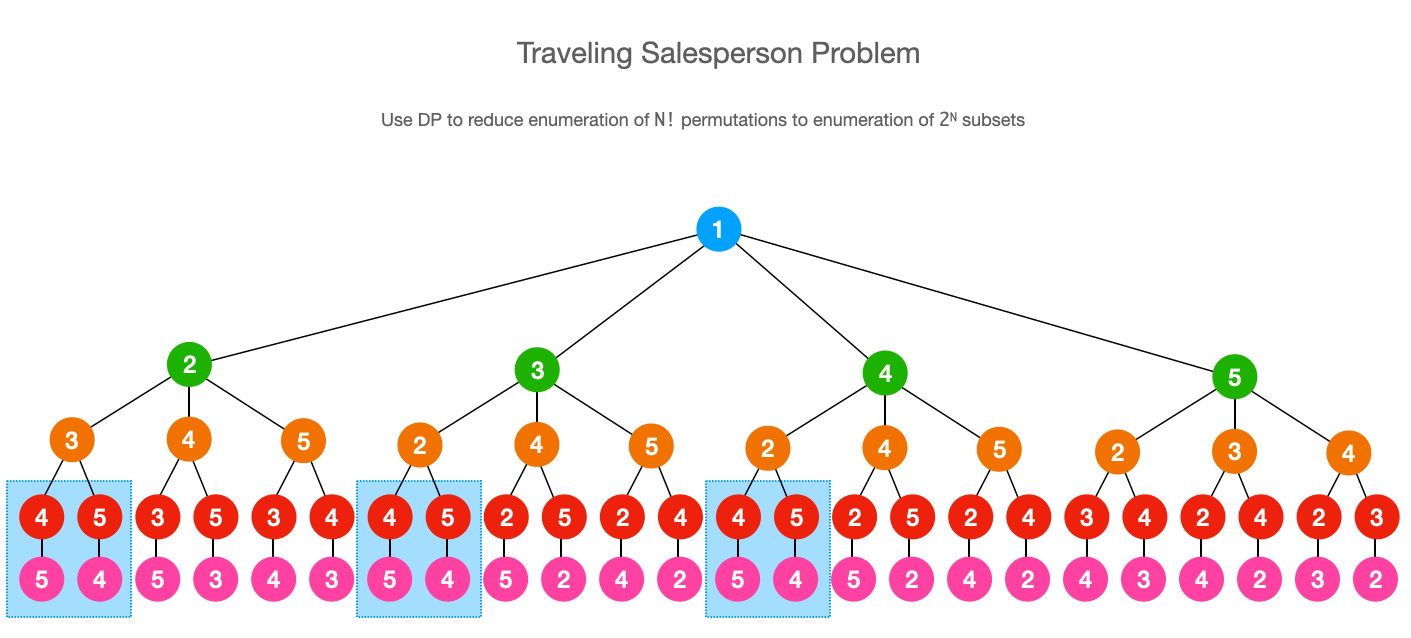 Traveling Salesperson Problem
Use DP to reduce enumeration of N! permutations to enumeration of 2ᴺ subsets
1
2 3 4 5
3 4 5 2 4 5 2 4 5 2 3 4
4 5 3 5 3 4 4 5 2 5 2 4 4 5 2 5 2 4 3 4 2 4 2 3
5 4 5 3 4 3 5 4 5 2 4 2 5 4 5 2 4 2 4 3 4 2 3 2